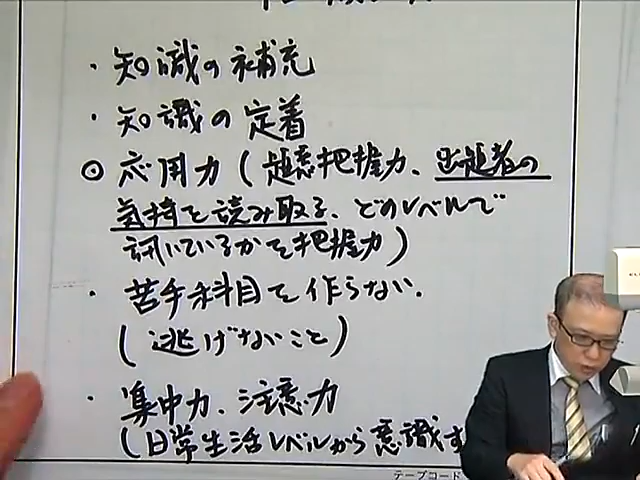 ・知識の補充
・知識の定着
◎応用力(題意把握力、出題者の
気持を読み取る、どのレベルで
訊いているかを把握力)
・苦手科目を作らない.
(逃げないこと)
・集中力、注意力
(日常生活レベルから意識す
テープコード